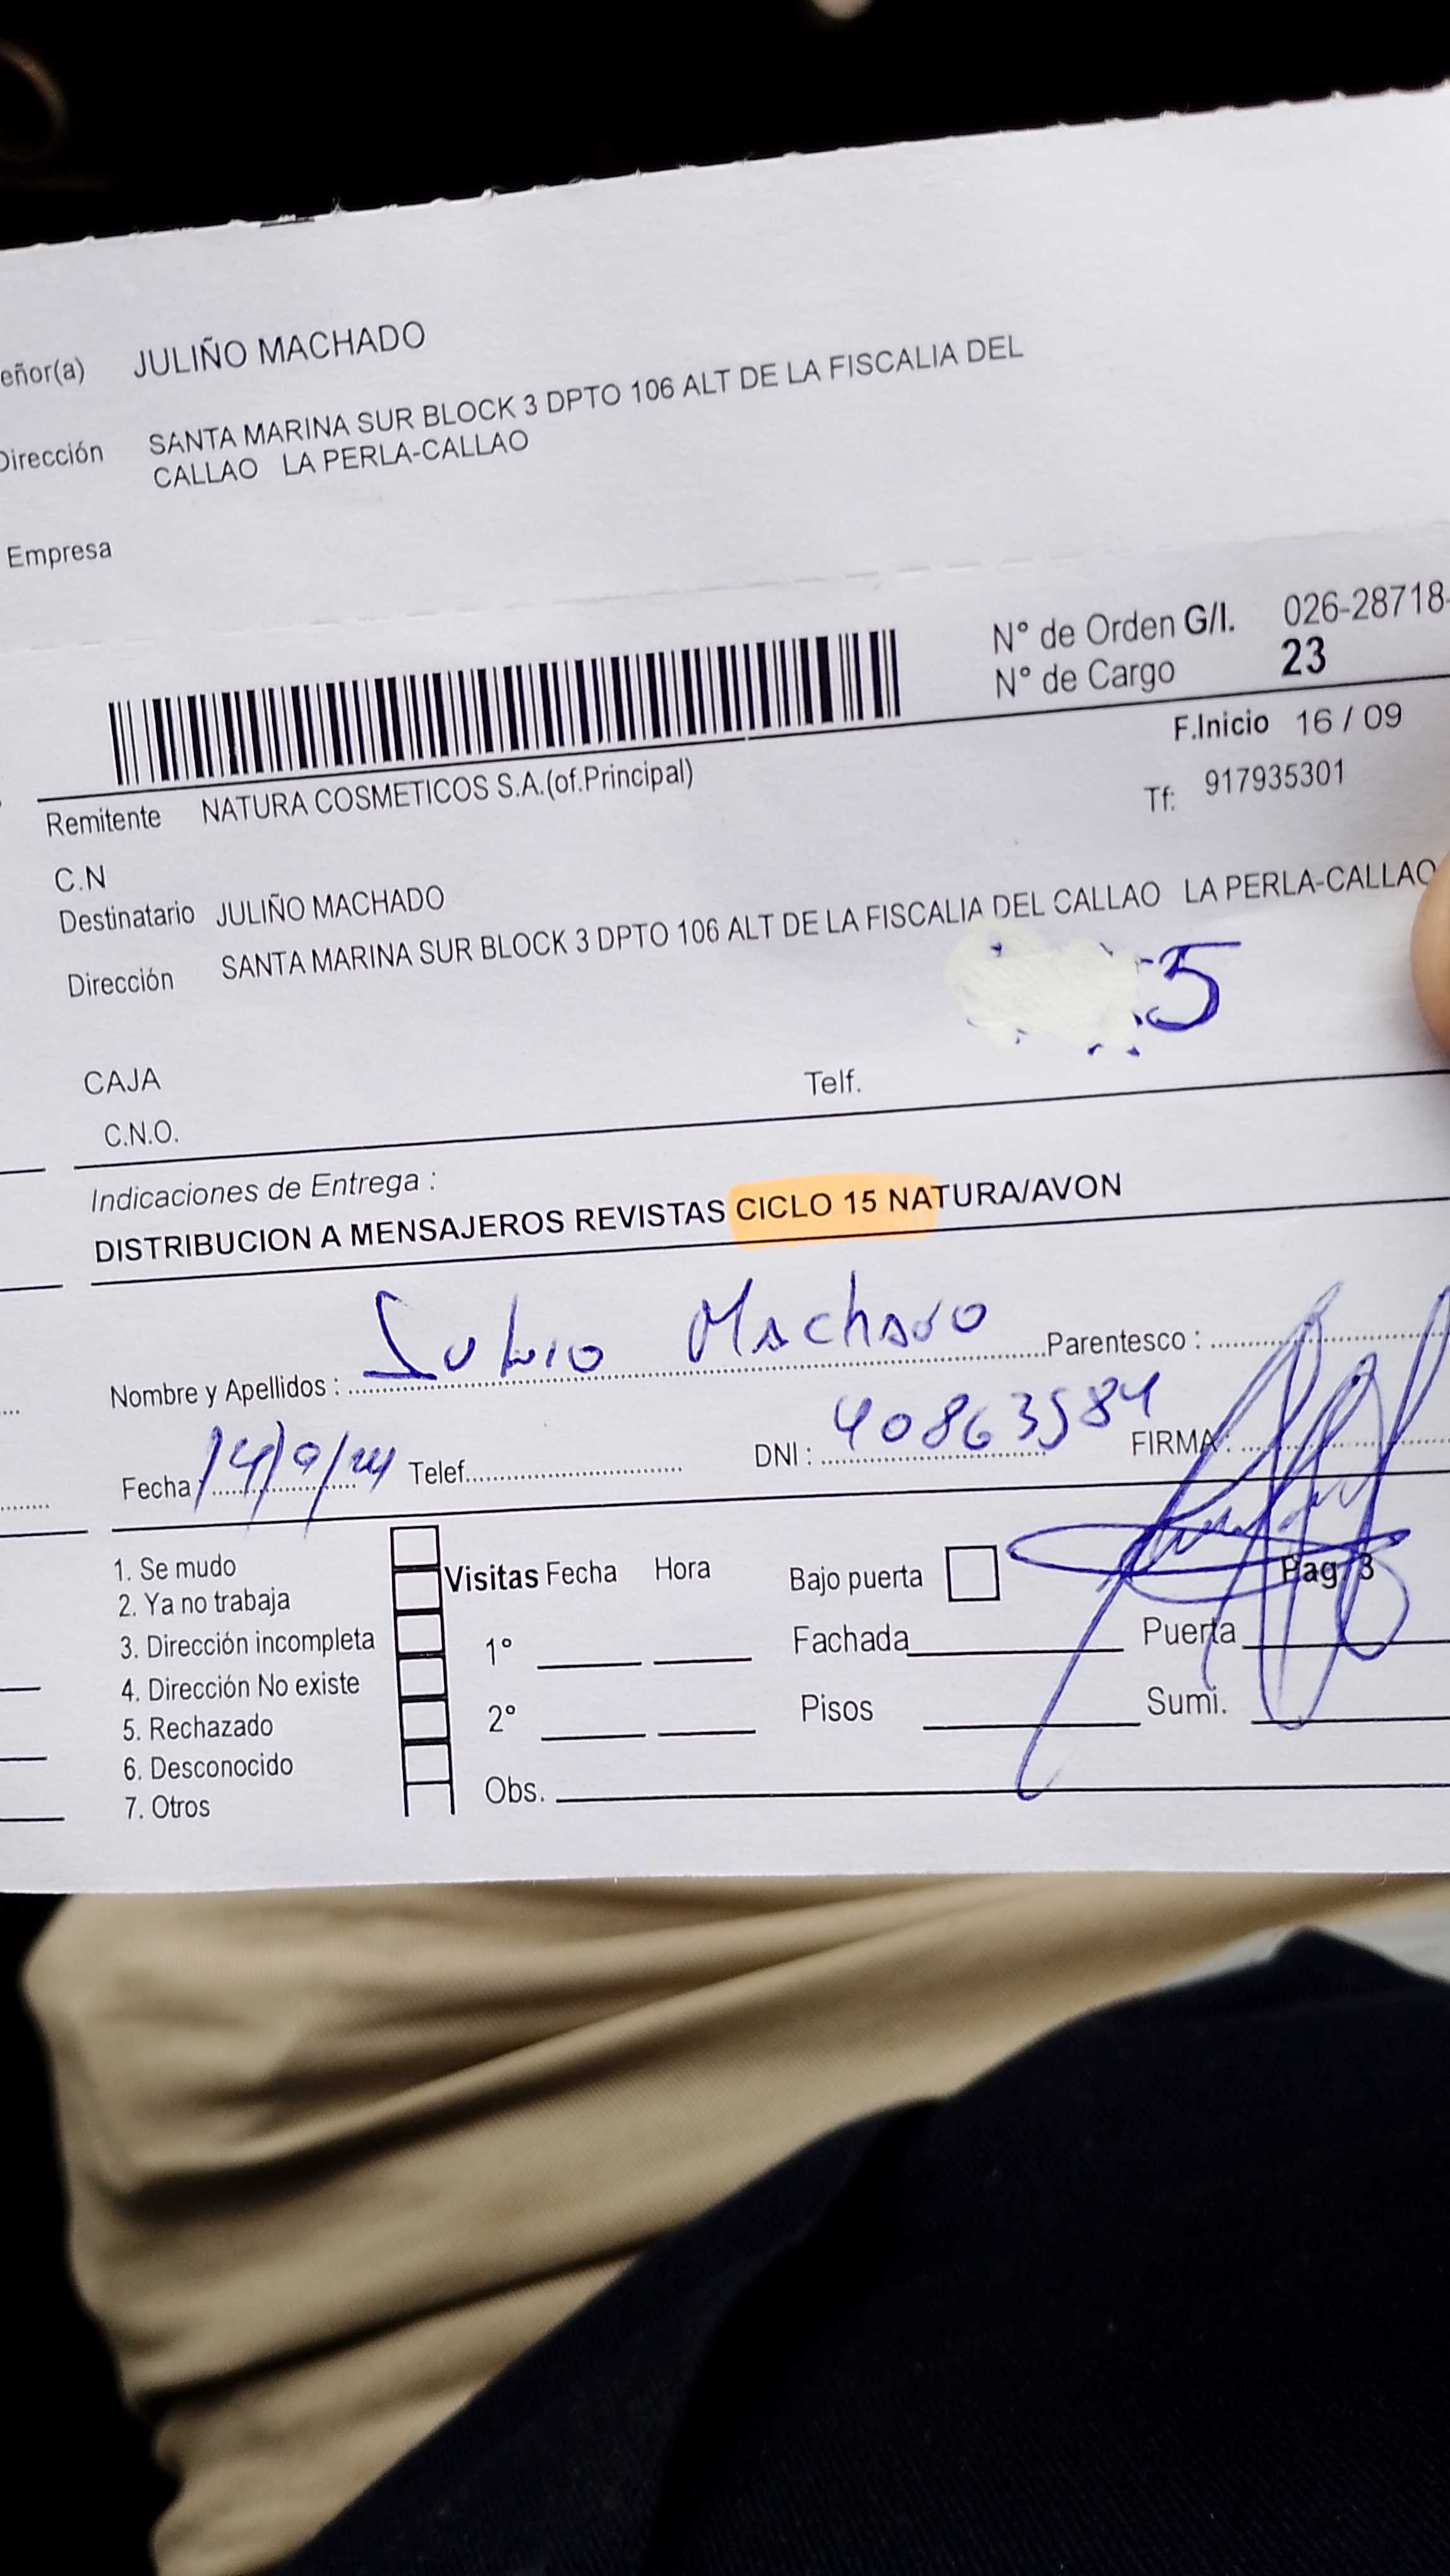 eñor(a) JULIÑO MACHADO
Dirección SANTA MARINA SUR BLOCK 3 DPTO 106 ALT DE LA FISCALIA DEL
CALLAO LA PERLA-CALLAO
Empresa
N° de Orden G/I. 026-28718-
N° de Cargo 23
F.Inicio 16 / 09
Remitente NATURA COSMETICOS S.A.(of.Principal)
Tf: 917935301
C.N
Destinatario JULIÑO MACHADO
Dirección SANTA MARINA SUR BLOCK 3 DPTO 106 ALT DE LA FISCALIA DEL CALLAO LA PERLA-CALLAO
5
CAJA Telf.
C.N.O.
Indicaciones de Entrega :
DISTRIBUCION A MENSAJEROS REVISTAS CICLO 15 NATURA/AVON
Nombre y Apellidos : Machado Parentesco :
Fecha : 14/9/24 Telef. DNI : 40863584 FIRMA :
1. Se mudo
2. Ya no trabaja
3. Dirección incompleta
4. Dirección No existe
5. Rechazado
6. Desconocido
7. Otros
Visitas Fecha Hora
1°
2°
Obs.
Bajo puerta Pag. 3
Fachada Puerta
Pisos Sumi.